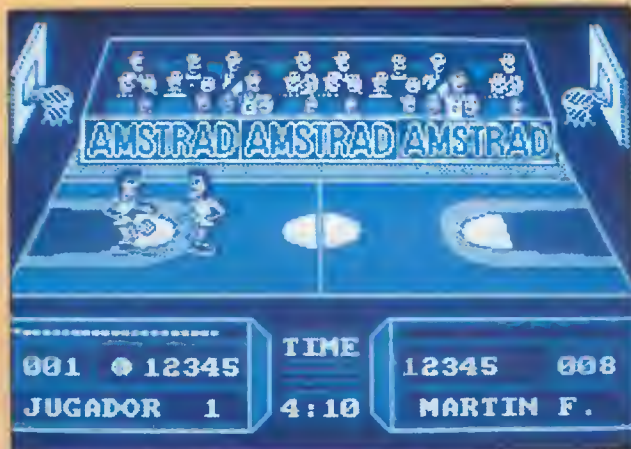 AMSTRAD AMSTRAD AMSTRAD
TIME
001 12345 12345 008
JUGADOR 1 4:10 MARTIN F.